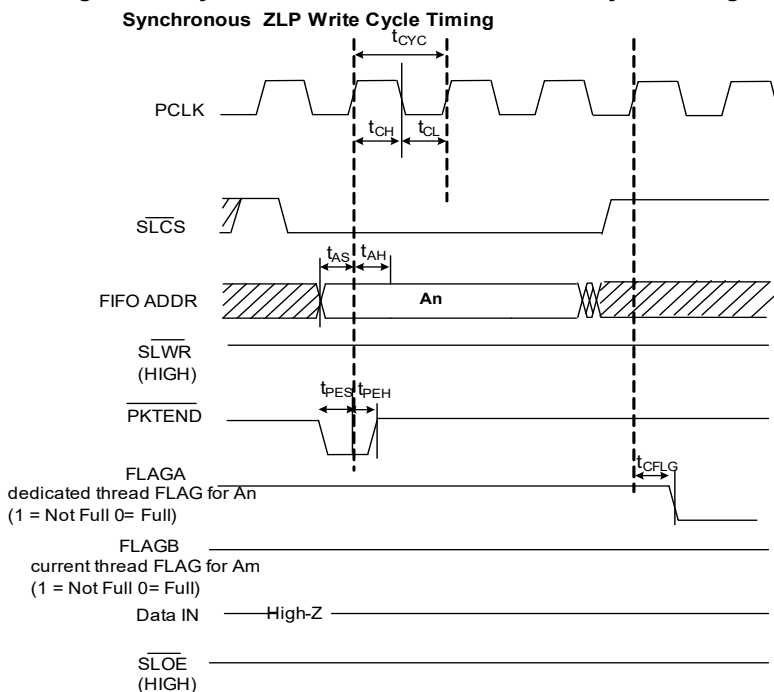 Synchronous ZLP Write Cycle Timing
tCYC
PCLK
tCH
tCL
SLCS
tAS
tAH
FIFO ADDR
An
SLWR
(HIGH)
tPES
tPEH
PKTEND
FLAGA
dedicated thread FLAG for An
(1 = Not Full 0= Full)
tCFLG
FLAGB
current thread FLAG for Am
(1 = Not Full 0= Full)
Data IN
High-Z
SLOE
(HIGH)